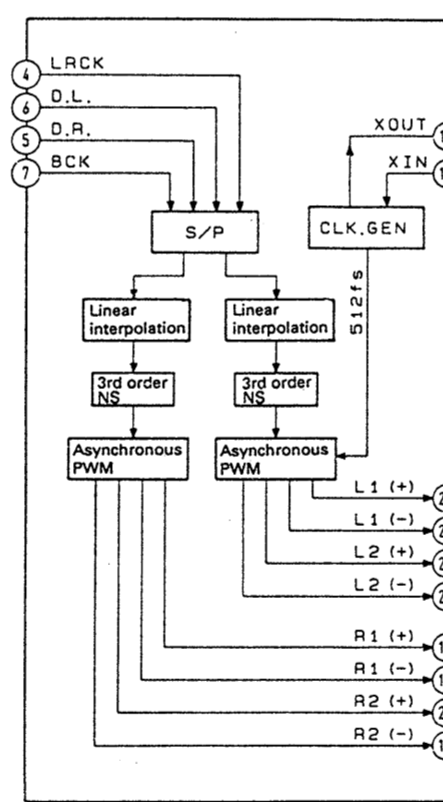 4 LRCK
6 D.L.
5 D.R.
7 BCK
XOUT
XIN
S/P
CLK.GEN
512fs
Linear
interpolation
Linear
interpolation
3rd order
NS
3rd order
NS
Asynchronous
PWM
Asynchronous
PWM
L1 (+)
L1 (-)
L2 (+)
L2 (-)
R1 (+)
R1 (-)
R2 (+)
R2 (-)